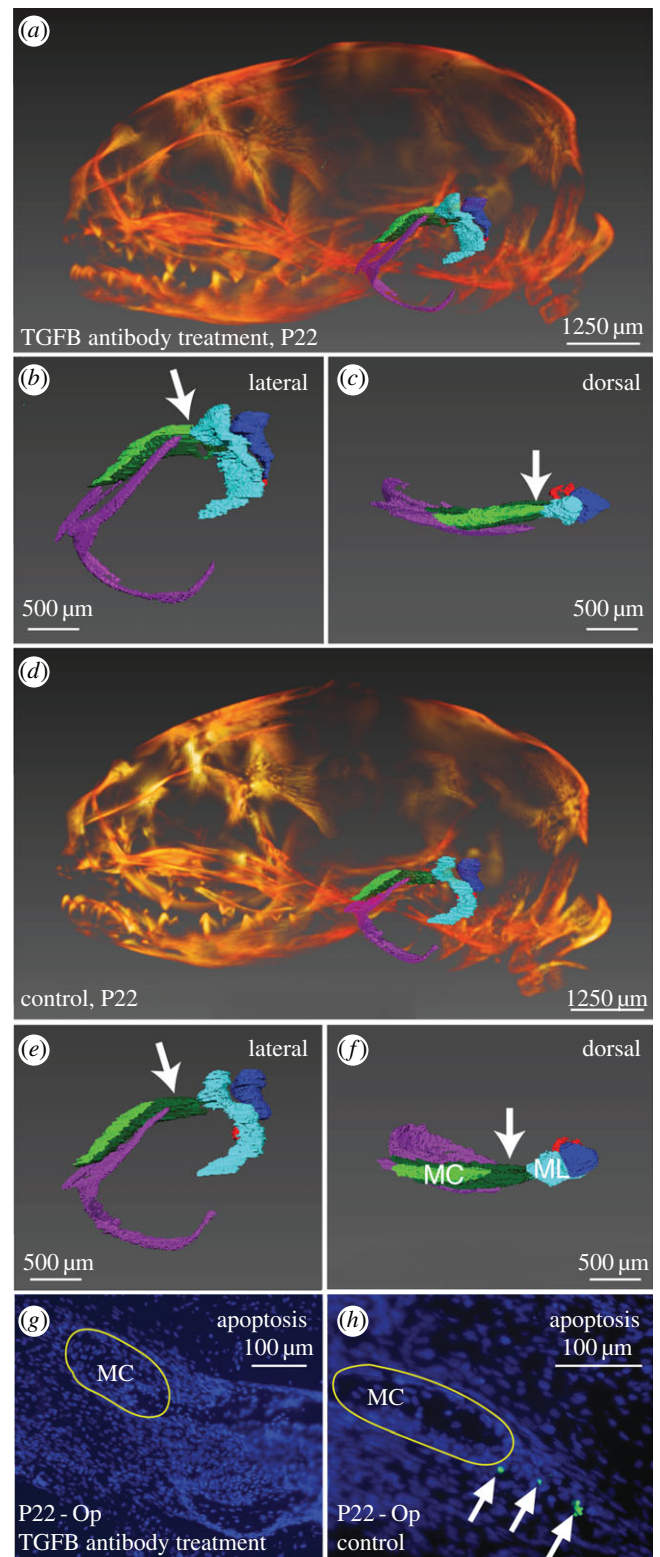 (a)
TGFB antibody treatment, P22
1250 µm
(b)
lateral
500 µm
(c)
dorsal
500 µm
(d)
control, P22
1250 µm
(e)
lateral
500 µm
(f)
dorsal
MC
ML
500 µm
(g)
apoptosis
100 µm
MC
P22 - Op
TGFB antibody treatment
(h)
apoptosis
100 µm
MC
P22 - Op
control